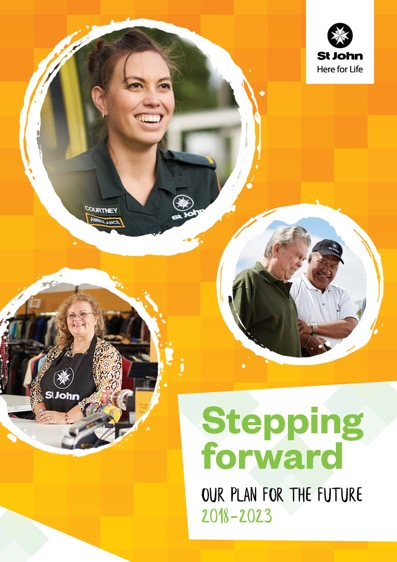 St John
Here for Life
COURTNEY
AMBULANCE
St John
St John
Stepping
forward
OUR PLAN FOR THE FUTURE
2018-2023